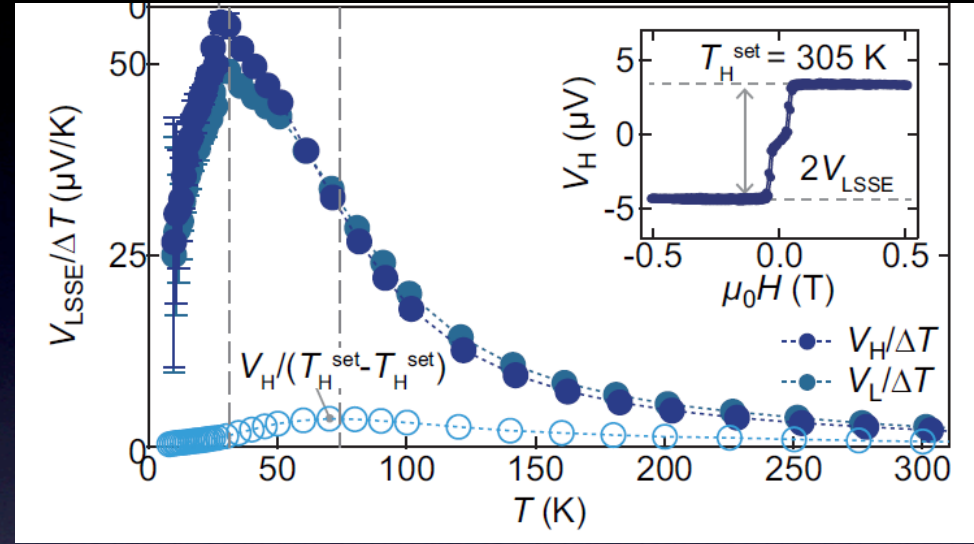 0
50
25
0
V_LSSE/ΔT (µV/K)
0
50
100
150
200
250
300
T (K)
V_H/(T_H^set-T_H^set)
5
0
-5
V_H (µV)
T_H^set = 305 K
2V_LSSE
-0.5
0.0
0.5
µ₀H (T)
V_H/ΔT
V_L/ΔT